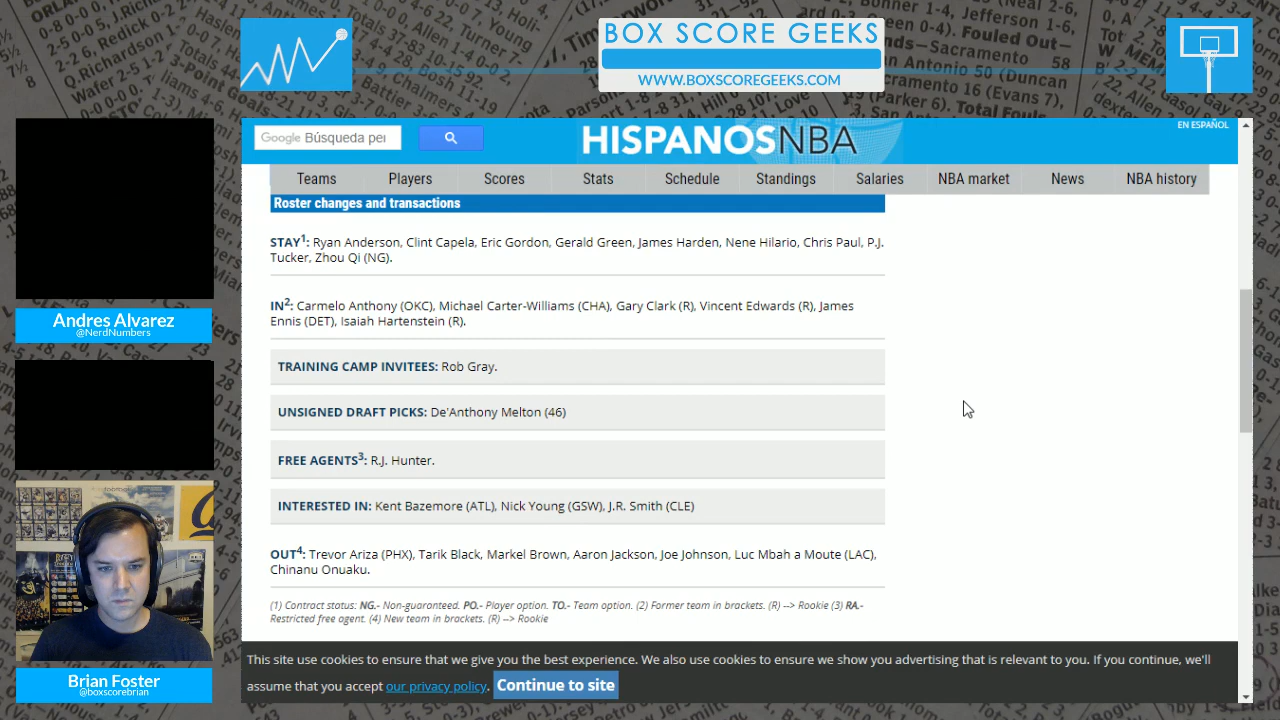 BOX SCORE GEEKS
WWW.BOXSCOREGEEKS.COM
Andres Alvarez
@NerdNumbers
Brian Foster
@boxscorebrian
Google Búsqueda per
HISPANOSNBA
EN ESPAÑOL
Teams Players Scores Stats Schedule Standings Salaries NBA market News NBA history
Roster changes and transactions
STAY1: Ryan Anderson, Clint Capela, Eric Gordon, Gerald Green, James Harden, Nene Hilario, Chris Paul, P.J.
Tucker, Zhou Qi (NG).
IN2: Carmelo Anthony (OKC), Michael Carter-Williams (CHA), Gary Clark (R), Vincent Edwards (R), James
Ennis (DET), Isaiah Hartenstein (R).
TRAINING CAMP INVITEES: Rob Gray.
UNSIGNED DRAFT PICKS: De'Anthony Melton (46)
FREE AGENTS3: R.J. Hunter.
INTERESTED IN: Kent Bazemore (ATL), Nick Young (GSW), J.R. Smith (CLE)
OUT4: Trevor Ariza (PHX), Tarik Black, Markel Brown, Aaron Jackson, Joe Johnson, Luc Mbah a Moute (LAC),
Chinanu Onuaku.
(1) Contract status: NG.- Non-guaranteed. PO.- Player option. TO.- Team option. (2) Former team in brackets. (R) --> Rookie (3) RA.-
Restricted free agent. (4) New team in brackets. (R) --> Rookie
This site use cookies to ensure that we give you the best experience. We also use cookies to ensure we show you advertising that is relevant to you. If you continue, we'll
assume that you accept our privacy policy. Continue to site